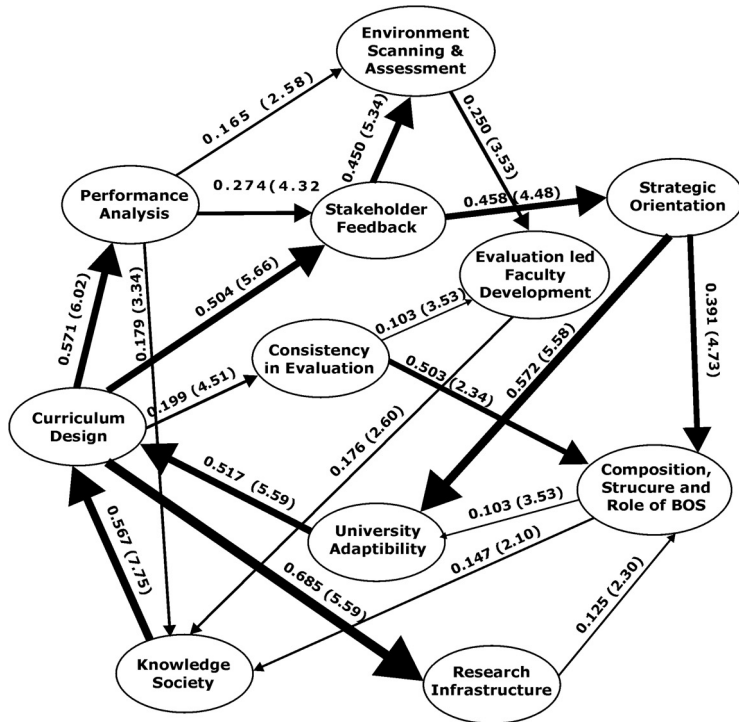 Environment
Scanning &
Assessment
0.165 (2.58)
0.450 (5.34)
0.250 (3.53)
Performance
Analysis
0.274(4.32
Stakeholder
Feedback
0.458 (4.48)
Strategic
Orientation
Evaluation led
Faculty
Development
0.571 (6.02)
0.179 (3.34)
0.504 (5.66)
0.103 (3.53)
0.572 (5.58)
0.391 (4.73)
Consistency
in Evaluation
0.199 (4.51)
0.503 (2.34)
Curriculum
Design
0.176 (2.60)
Composition,
Strucure and
Role of BOS
0.517 (5.59)
University
Adaptibility
0.103 (3.53)
0.147 (2.10)
0.567 (7.75)
0.685 (5.59)
0.125 (2.30)
Knowledge
Society
Research
Infrastructure